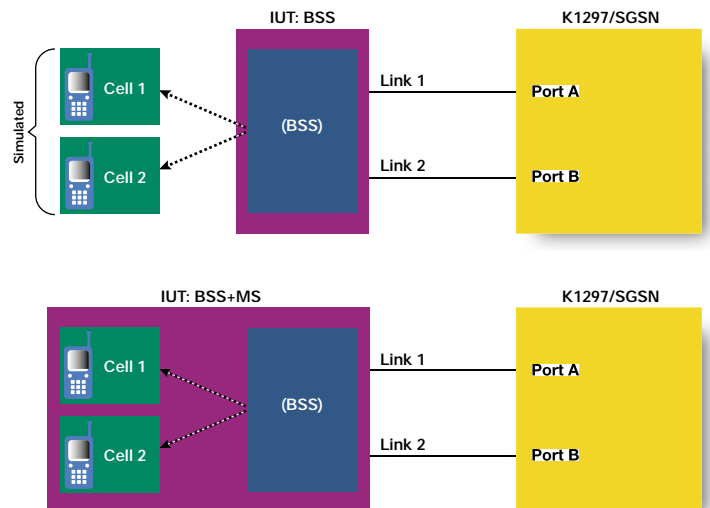 IUT: BSS
K1297/SGSN
Simulated
Cell 1
Cell 2
(BSS)
Link 1
Link 2
Port A
Port B
IUT: BSS+MS
K1297/SGSN
Cell 1
Cell 2
(BSS)
Link 1
Link 2
Port A
Port B